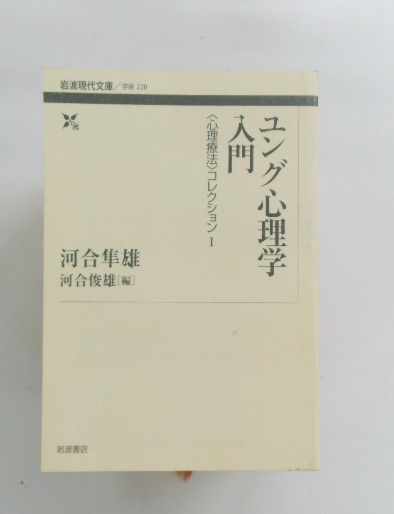 岩波現代文庫／学術 220
ユング心理学
入門
〈心理療法〉コレクション I
河合隼雄
河合俊雄［編］
岩波書店